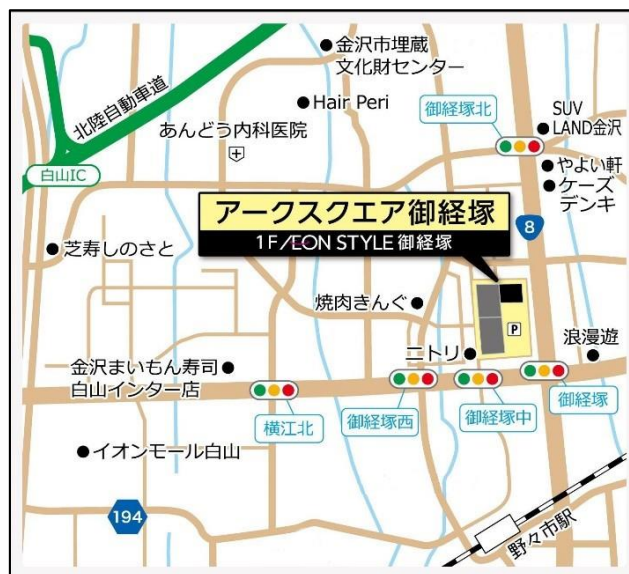 金沢市埋蔵
文化財センター
北陸自動車道
Hair Peri
SUV
LAND金沢
御経塚北
あんどう内科医院
やよい軒
ケーズ
デンキ
白山IC
アークスクエア御経塚
1F/ÆON STYLE御経塚
8
芝寿しのさと
焼肉きんぐ
P
浪漫遊
ニトリ
金沢まいもん寿司
白山インター店
横江北
御経塚西
御経塚中
御経塚
イオンモール白山
194
野々市駅